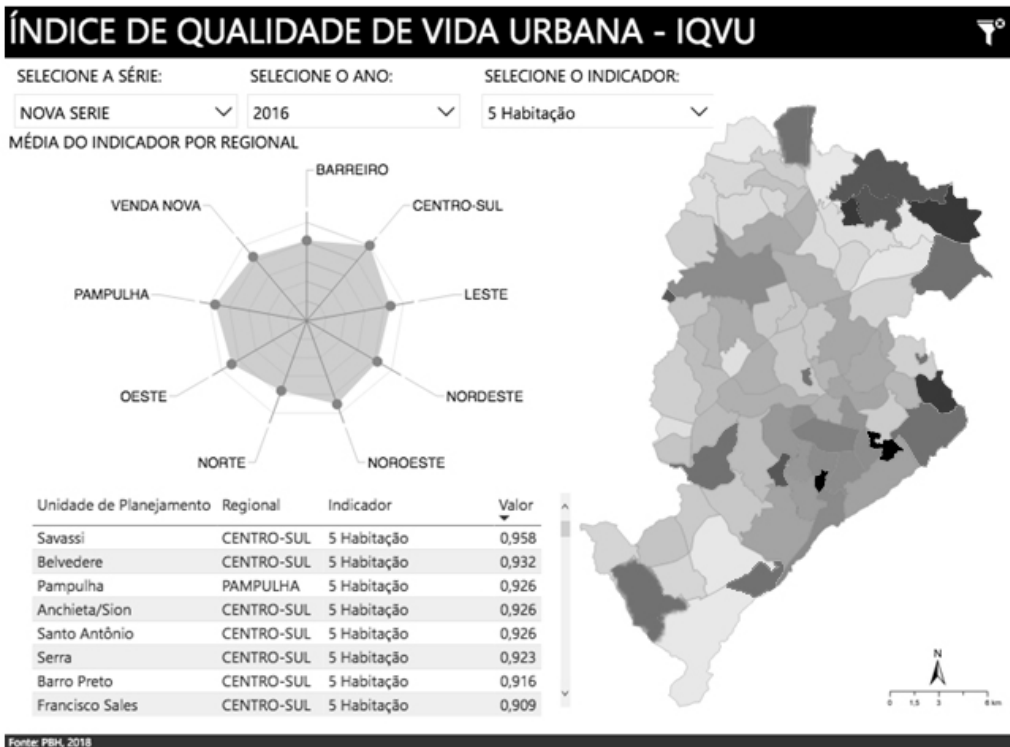 ÍNDICE DE QUALIDADE DE VIDA URBANA - IQVU
SELECIONE A SÉRIE: SELECIONE O ANO: SELECIONE O INDICADOR:
NOVA SERIE 2016 5 Habitação
MÉDIA DO INDICADOR POR REGIONAL
BARREIRO
VENDA NOVA CENTRO-SUL
PAMPULHA LESTE
OESTE NORDESTE
NORTE NOROESTE
Unidade de Planejamento Regional Indicador Valor
Savassi CENTRO-SUL 5 Habitação 0,958
Belvedere CENTRO-SUL 5 Habitação 0,932
Pampulha PAMPULHA 5 Habitação 0,926
Anchieta/Sion CENTRO-SUL 5 Habitação 0,926
Santo Antônio CENTRO-SUL 5 Habitação 0,926
Serra CENTRO-SUL 5 Habitação 0,923
Barro Preto CENTRO-SUL 5 Habitação 0,916
Francisco Sales CENTRO-SUL 5 Habitação 0,909
N
0 1,5 3 6 km
Fonte: PBH, 2018